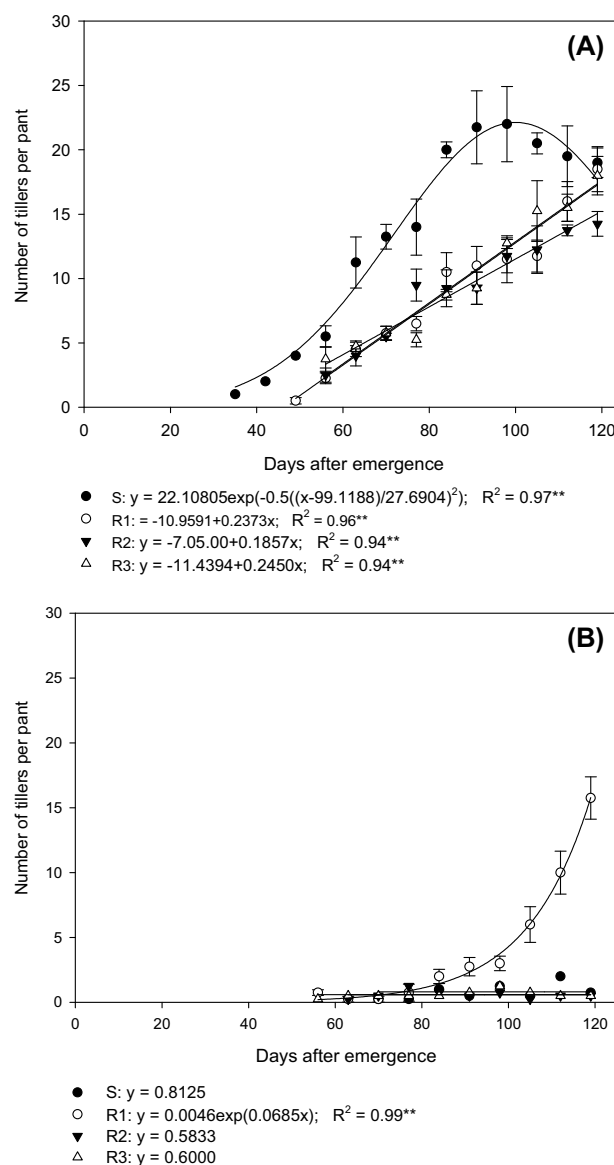 (A)
30
25
20
15
10
5
0
Number of tillers per pant
0 20 40 60 80 100 120
Days after emergence
S: y = 22.10805exp(-0.5((x-99.1188)/27.6904)²); R² = 0.97**
R1: = -10.9591+0.2373x; R² = 0.96**
R2: y = -7.05.00+0.1857x; R² = 0.94**
R3: y = -11.4394+0.2450x; R² = 0.94**
(B)
30
25
20
15
10
5
0
Number of tillers per pant
0 20 40 60 80 100 120
Days after emergence
S: y = 0.8125
R1: y = 0.0046exp(0.0685x); R² = 0.99**
R2: y = 0.5833
R3: y = 0.6000